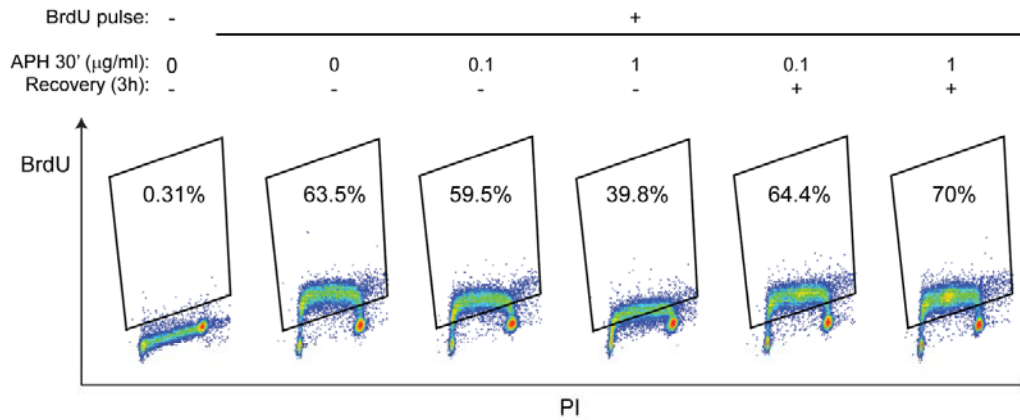 BrdU pulse: - +
APH 30' (μg/ml): 0 0 0.1 1 0.1 1
Recovery (3h): - - - - + +
BrdU
0.31% 63.5% 59.5% 39.8% 64.4% 70%
PI